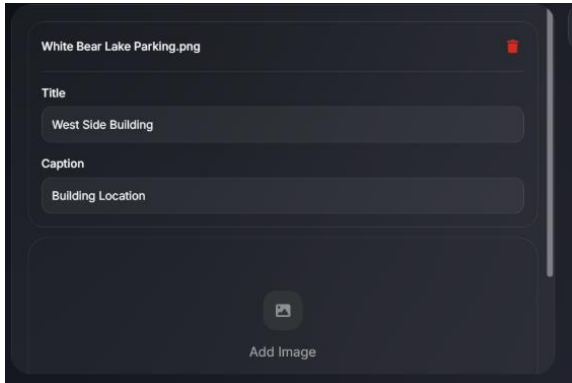 White Bear Lake Parking.png
Title
West Side Building
Caption
Building Location
Add Image